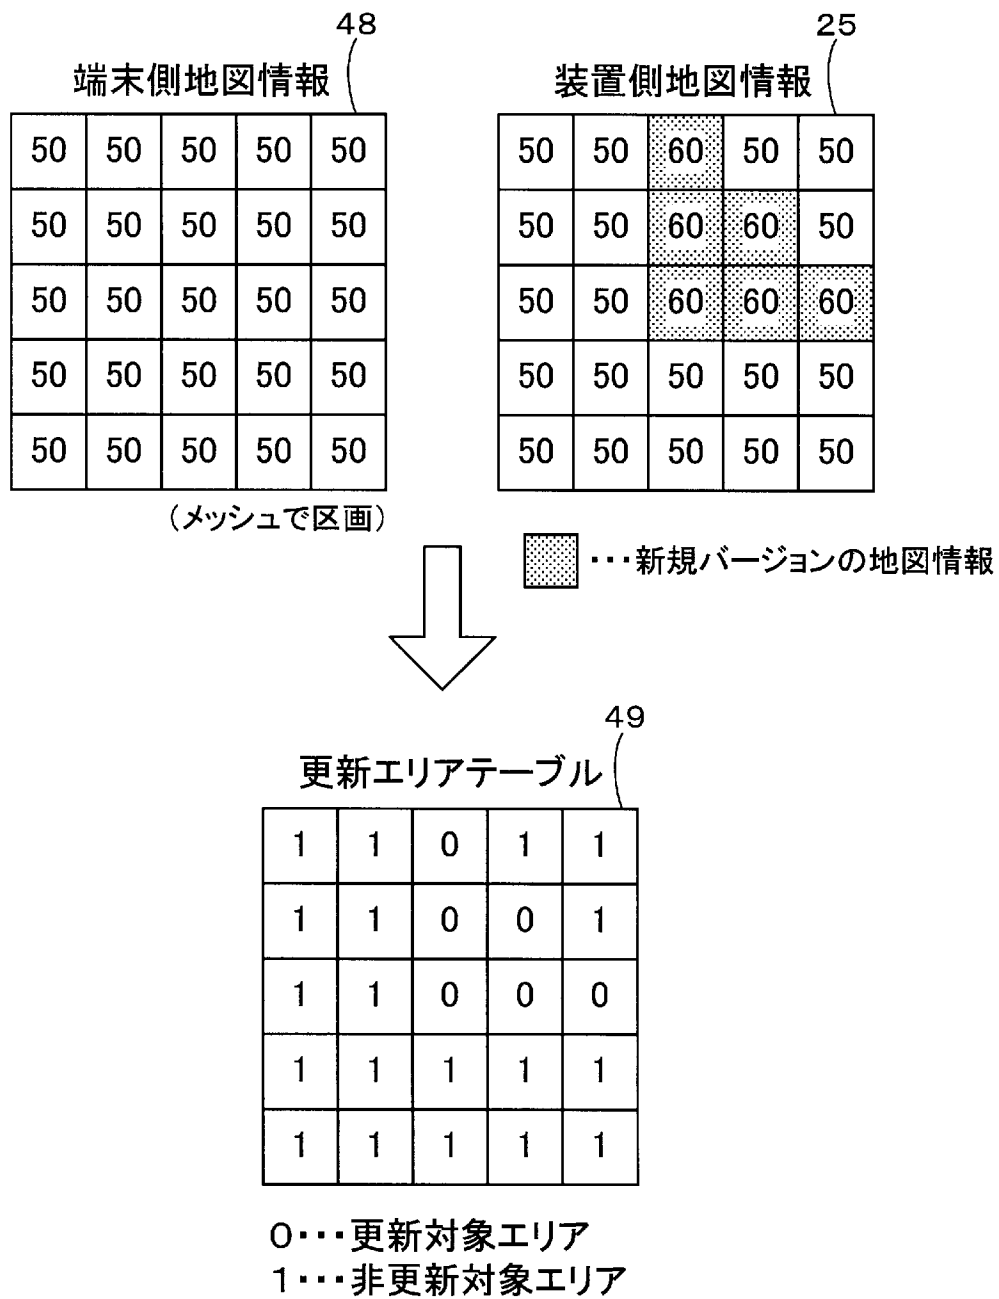 48
端末側地図情報
50 50 50 50 50
50 50 50 50 50
50 50 50 50 50
50 50 50 50 50
50 50 50 50 50
(メッシュで区画)
25
装置側地図情報
50 50 60 50 50
50 50 60 60 50
50 50 60 60 60
50 50 50 50 50
50 50 50 50 50
・・・新規バージョンの地図情報
49
更新エリアテーブル
1 1 0 1 1
1 1 0 0 1
1 1 0 0 0
1 1 1 1 1
1 1 1 1 1
0・・・更新対象エリア
1・・・非更新対象エリア